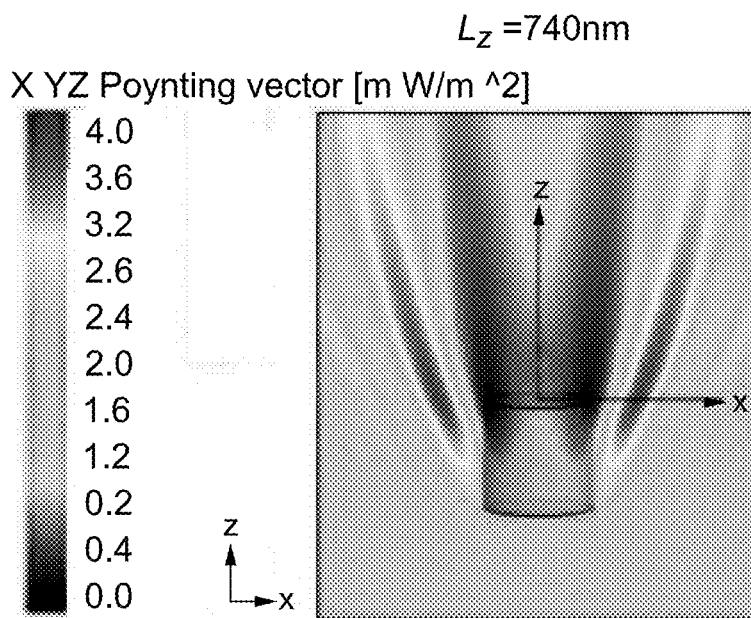 L_z =740nm
X YZ Poynting vector [m W/m ^2]
4.0
3.6
3.2
2.6
2.4
2.0
1.6
1.2
0.2
0.4
0.0
z
x
z
x